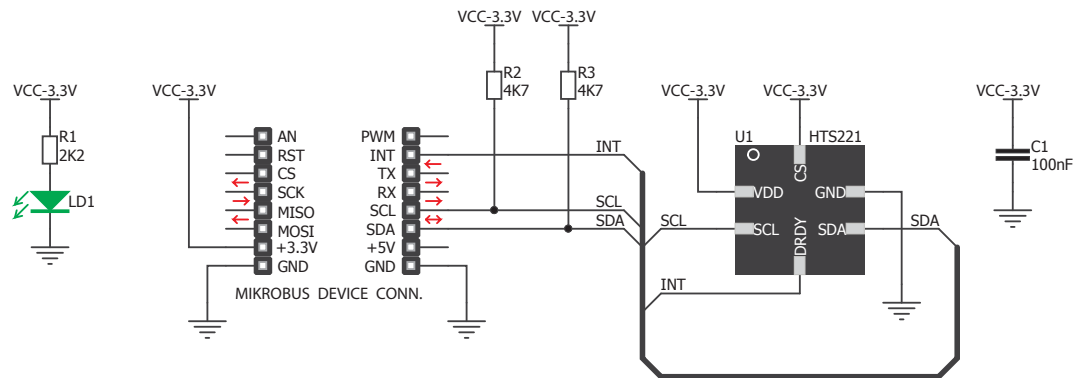 VCC-3.3V
R1
2K2
LD1
VCC-3.3V
AN
RST
CS
SCK
MISO
MOSI
+3.3V
GND
PWM
INT
TX
RX
SCL
SDA
+5V
GND
MIKROBUS DEVICE CONN.
VCC-3.3V
R2
4K7
VCC-3.3V
R3
4K7
INT
SCL
SDA
SCL
INT
VCC-3.3V
VCC-3.3V
U1
HTS221
CS
VDD
GND
SCL
SDA
DRDY
SDA
VCC-3.3V
C1
100nF